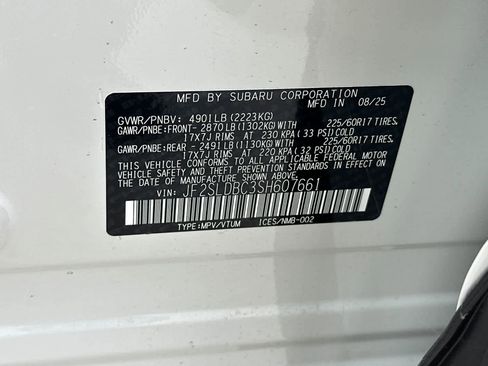 MFD BY SUBARU CORPORATION
MFD IN 08/25
GVWR/PNBV: 4901LB(2223KG)
GAWR/PNBE:FRONT- 2870LB(1302KG)WITH 225/60R17 TIRES,
17X7J RIMS AT 230 KPA(33 PSI)COLD
GAWR/PNBE:REAR - 2491LB(1130KG)WITH 225/60R17 TIRES,
17X7J RIMS AT 220 KPA(32 PSI)COLD
THIS VEHICLE CONFORMS TO ALL APPLICABLE FEDERAL MOTOR
VEHICLE SAFETY AND THEFT PREVENTION STANDARDS IN EFFECT
ON THE DATE OF MANUFACTURE SHOWN ABOVE.
VIN: JF2SLDBC3SH607661
TYPE:MPV/VTUM ICES/NMB-002